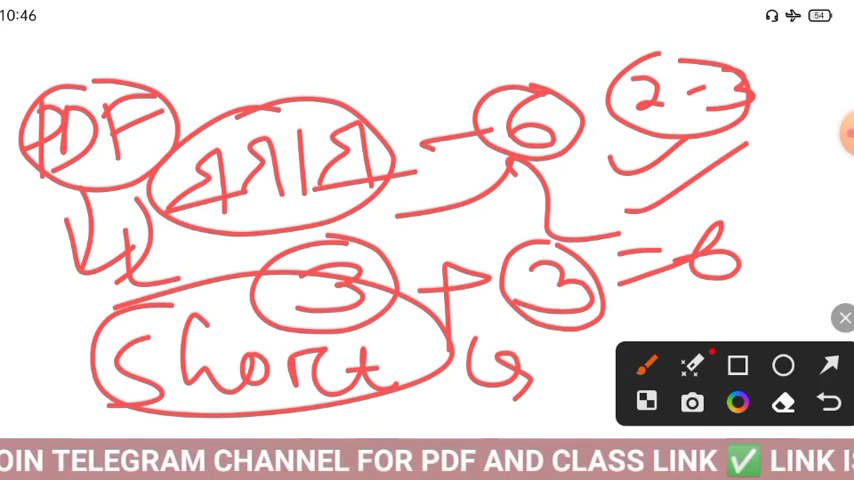 10:46
54
PDF 6 2-3
3 + 3 = 6
Short
OIN TELEGRAM CHANNEL FOR PDF AND CLASS LINK ✅ LINK IS